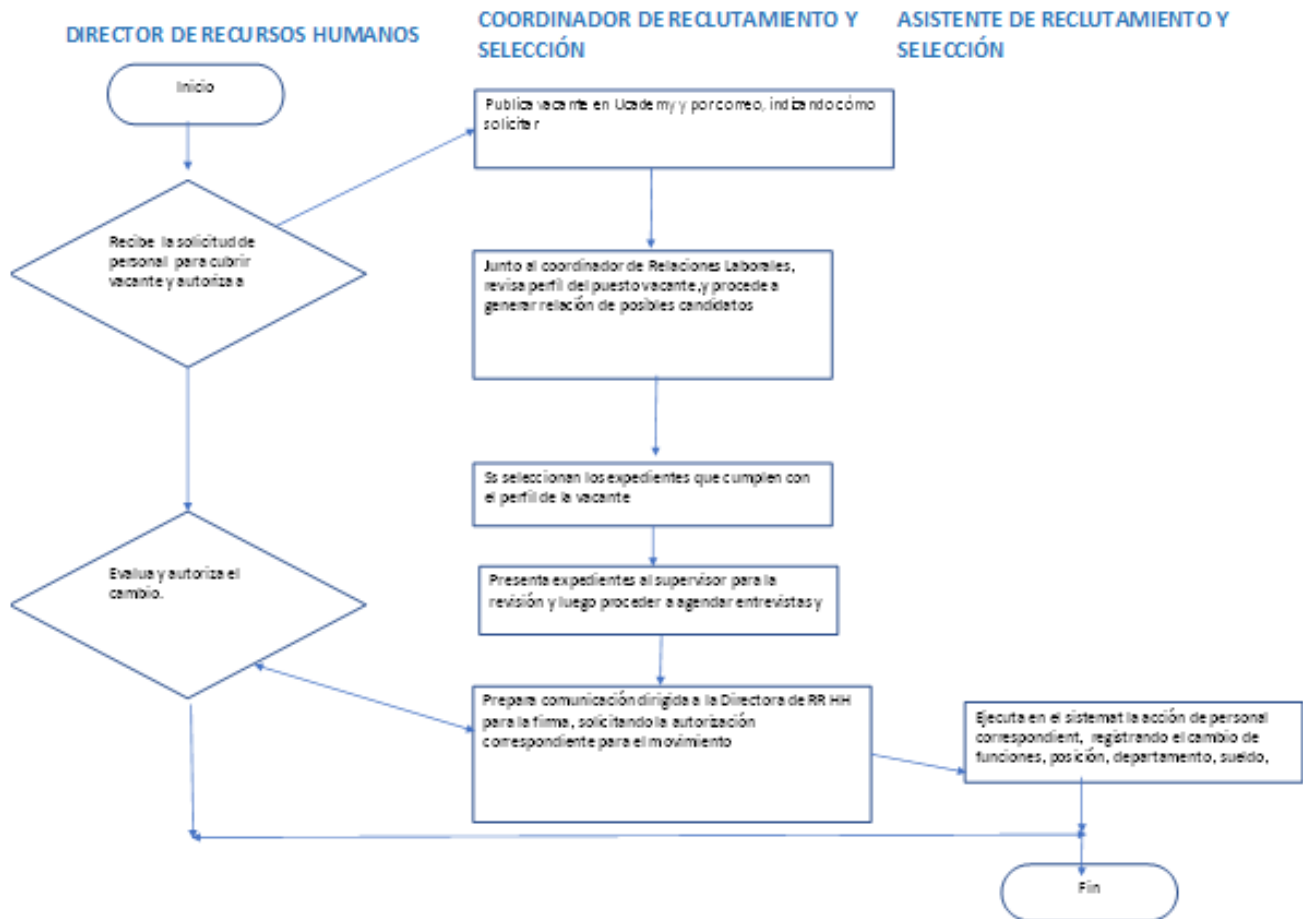 DIRECTOR DE RECURSOS HUMANOS
COORDINADOR DE RECLUTAMIENTO Y
SELECCIÓN
ASISTENTE DE RECLUTAMIENTO Y
SELECCIÓN
Inicio
Publica vacante en Ucademy y por correo, indizando cómo
solicitar
Recibe la solicitud de
personal para cubrir
vacante y autoriza a
Junto al coordinador de Relaciones Laborales,
revisa perfil del puesto vacante,y procede a
generar relación de posibles candidatos
Ss seleccionan los expedientes que cumplen con
el perfil de la vacante
Evalua y autoriza el
cambio.
Presenta expedientes al supervisor para la
revisión y luego proceder a agendar entrevistas y
Prepara comunicación dirigida a la Directora de RR HH
para la firma, solicitando la autorización
correspondiente para el movimiento
Ejecuta en el sistemat la acción de personal
correspondient, registrando el cambio de
funciones, posición, departamento, sueldo,
Fin